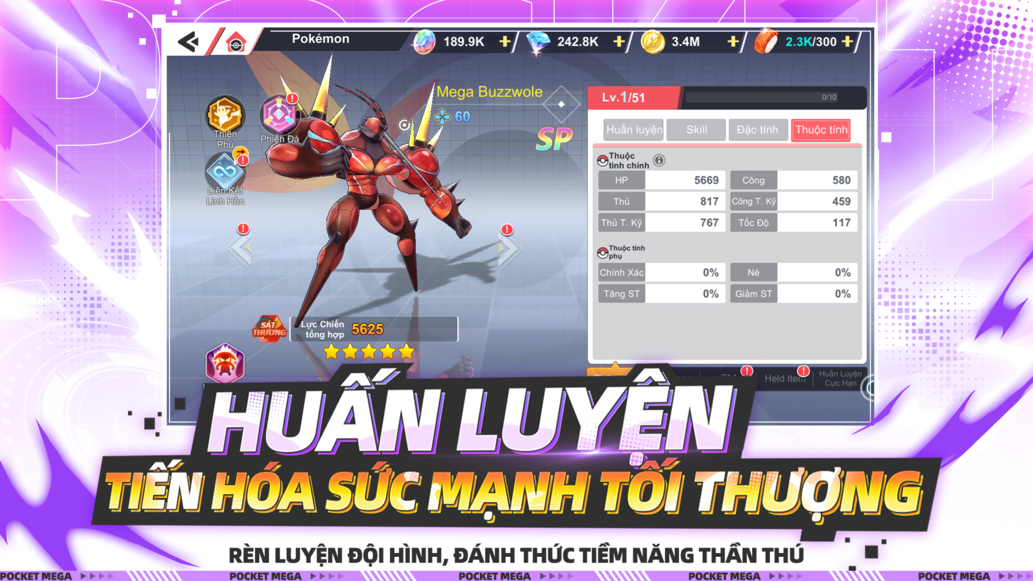 Pokémon
189.9K
242.8K
3.4M
2.3K/300
Mega Buzzwole
60
SP
Thiên
Phú
Phiến Đá
Liên Kết
Linh Hồn
Lv.1/51
0/10
Huấn luyện
Skill
Đặc tính
Thuộc tính
Thuộc
tính chính
HP 5669 Công 580
Thủ 817 Công T. Kỹ 459
Thủ T. Kỹ 767 Tốc Độ 117
Thuộc tính
phụ
Chính Xác 0% Né 0%
Tăng ST 0% Giảm ST 0%
SÁT
THƯƠNG
Lực Chiến
tổng hợp 5625
Held Item
Huấn Luyện
Cực Hạn
HUẤN LUYỆN
TIẾN HÓA SỨC MẠNH TỐI THƯỢNG
RÈN LUYỆN ĐỘI HÌNH, ĐÁNH THỨC TIỀM NĂNG THẦN THÚ
POCKET MEGA POCKET MEGA POCKET MEGA POCKET MEGA POCKET MEGA